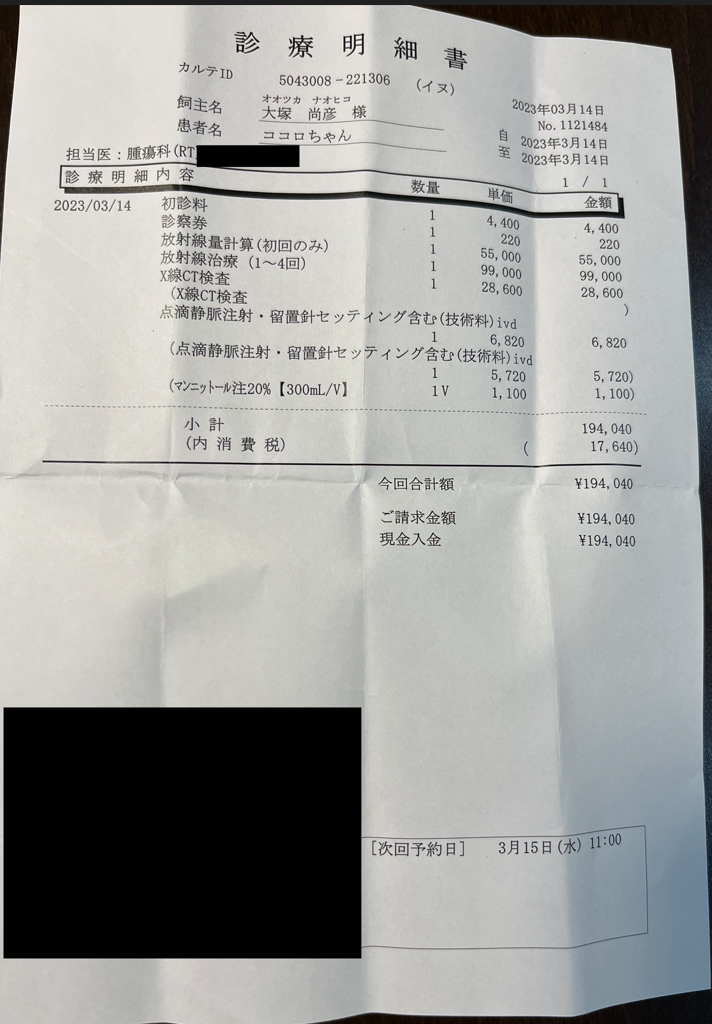 診療明細書
カルテID 5043008-221306 (イヌ)
2023年03月14日
オオツカ ナオヒコ
飼主名 大塚 尚彦 様
No. 1121484
患者名 ココロちゃん
自 2023年3月14日
至 2023年3月14日
担当医:腫瘍科(RT
1 / 1
診療明細内容 数量 単価 金額
2023/03/14 初診料 1 4,400 4,400
診察券 1 220 220
放射線量計算(初回のみ) 1 55,000 55,000
放射線治療 (1～4回) 1 99,000 99,000
X線CT検査 1 28,600 28,600
(X線CT検査 )
点滴静脈注射・留置針セッティング含む(技術料)ivd
1 6,820 6,820
(点滴静脈注射・留置針セッティング含む(技術料)ivd
1 5,720 5,720)
(ﾏﾝﾆｯﾄｰﾙ注20%【300mL/V】 1V 1,100 1,100)
小計 194,040
(内消費税) ( 17,640)
今回合計額 ¥194,040
ご請求金額 ¥194,040
現金入金 ¥194,040
[次回予約日] 3月15日(水) 11:00